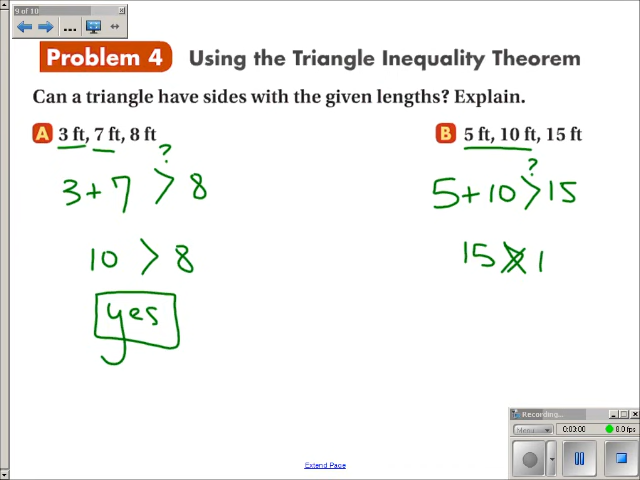 9 of 10
Problem 4 Using the Triangle Inequality Theorem
Can a triangle have sides with the given lengths? Explain.
A 3 ft, 7 ft, 8 ft
B 5 ft, 10 ft, 15 ft
?
3 + 7 > 8
10 > 8
yes
?
5 + 10 > 15
15 ≯ 1
Recording...
Menu
0:03:00
8.0 fps
Extend Page